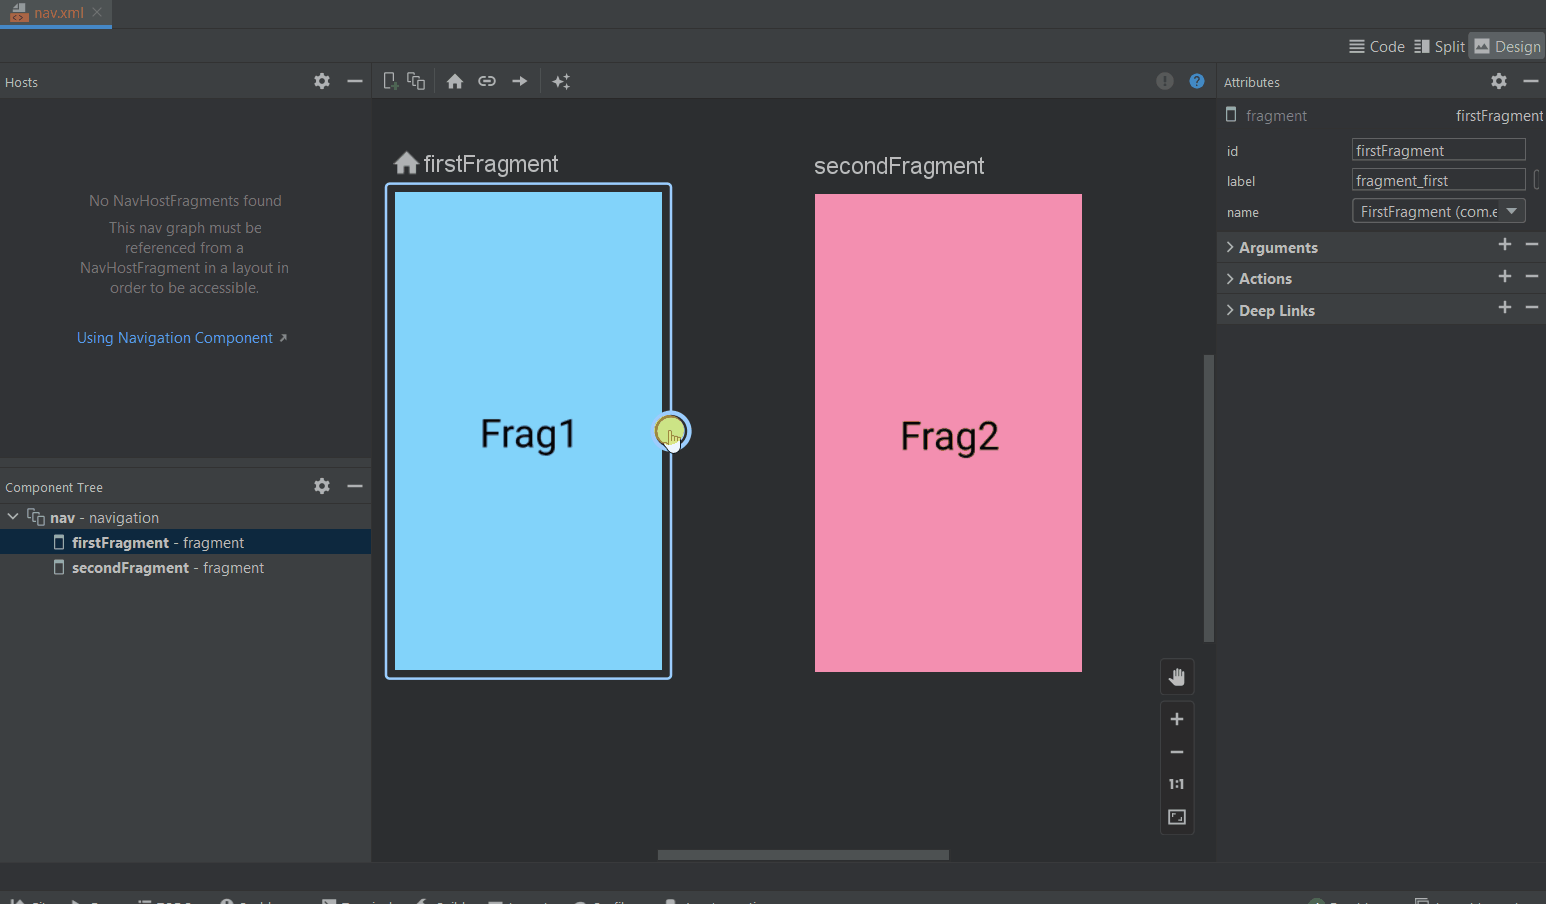 nav.xml
Code Split Design
Hosts
Attributes
fragment firstFragment
id firstFragment
label fragment_first
name FirstFragment (com.e
Arguments
Actions
Deep Links
No NavHostFragments found
This nav graph must be
referenced from a
NavHostFragment in a layout in
order to be accessible.
Using Navigation Component
firstFragment
secondFragment
Frag1
Frag2
Component Tree
nav - navigation
firstFragment - fragment
secondFragment - fragment
1:1